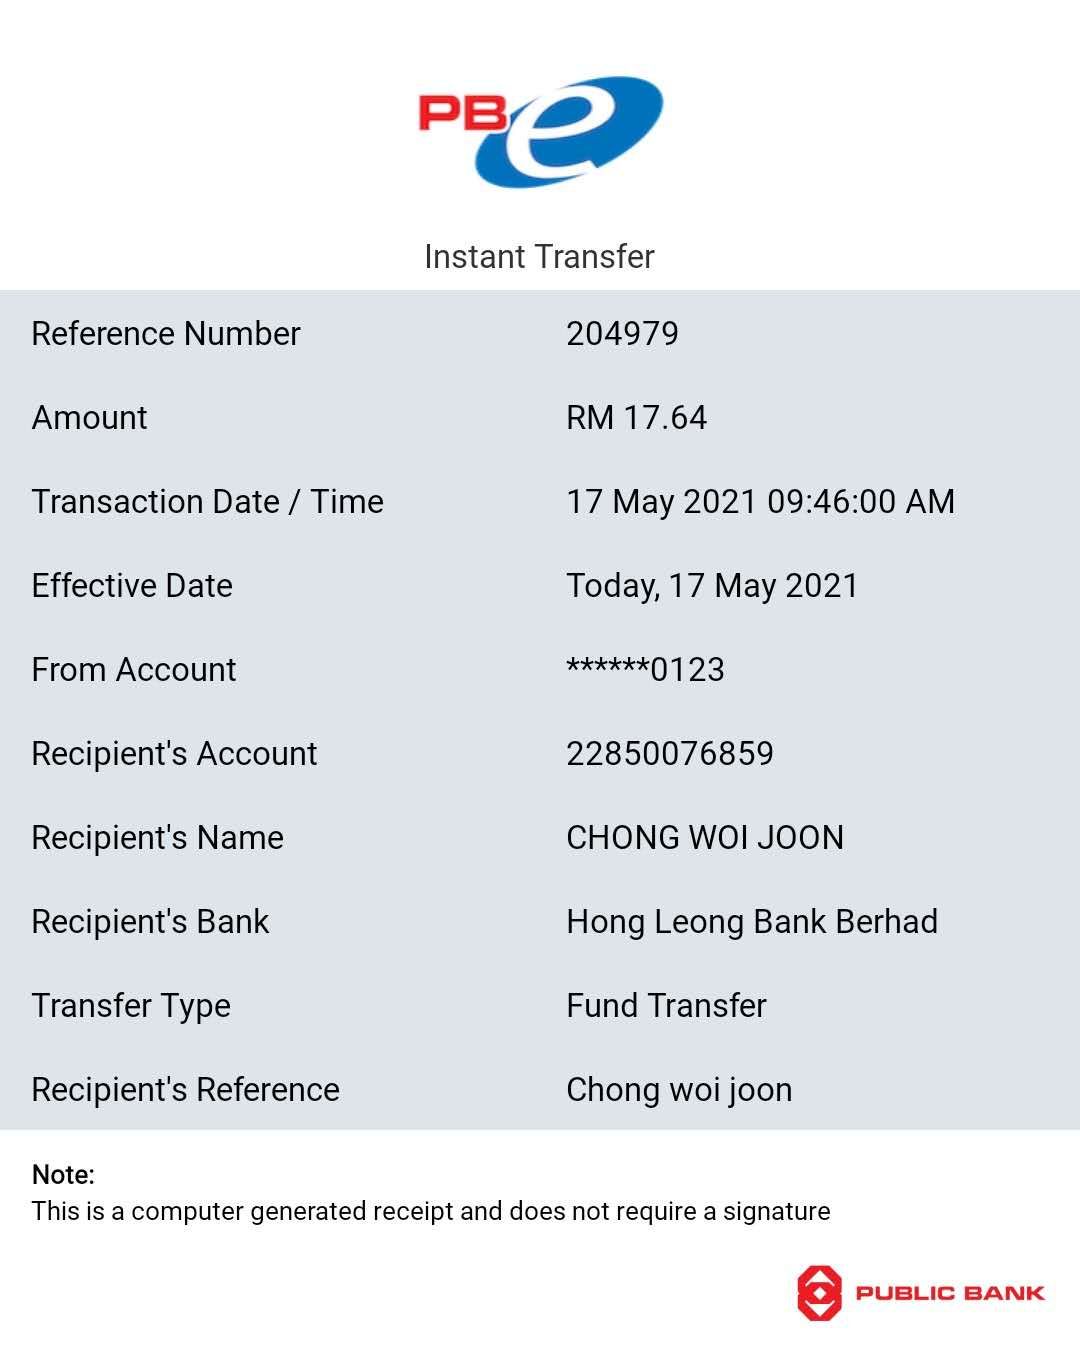 PBe
Instant Transfer
Reference Number 204979
Amount RM 17.64
Transaction Date / Time 17 May 2021 09:46:00 AM
Effective Date Today, 17 May 2021
From Account ******0123
Recipient's Account 22850076859
Recipient's Name CHONG WOI JOON
Recipient's Bank Hong Leong Bank Berhad
Transfer Type Fund Transfer
Recipient's Reference Chong woi joon
Note:
This is a computer generated receipt and does not require a signature
PUBLIC BANK